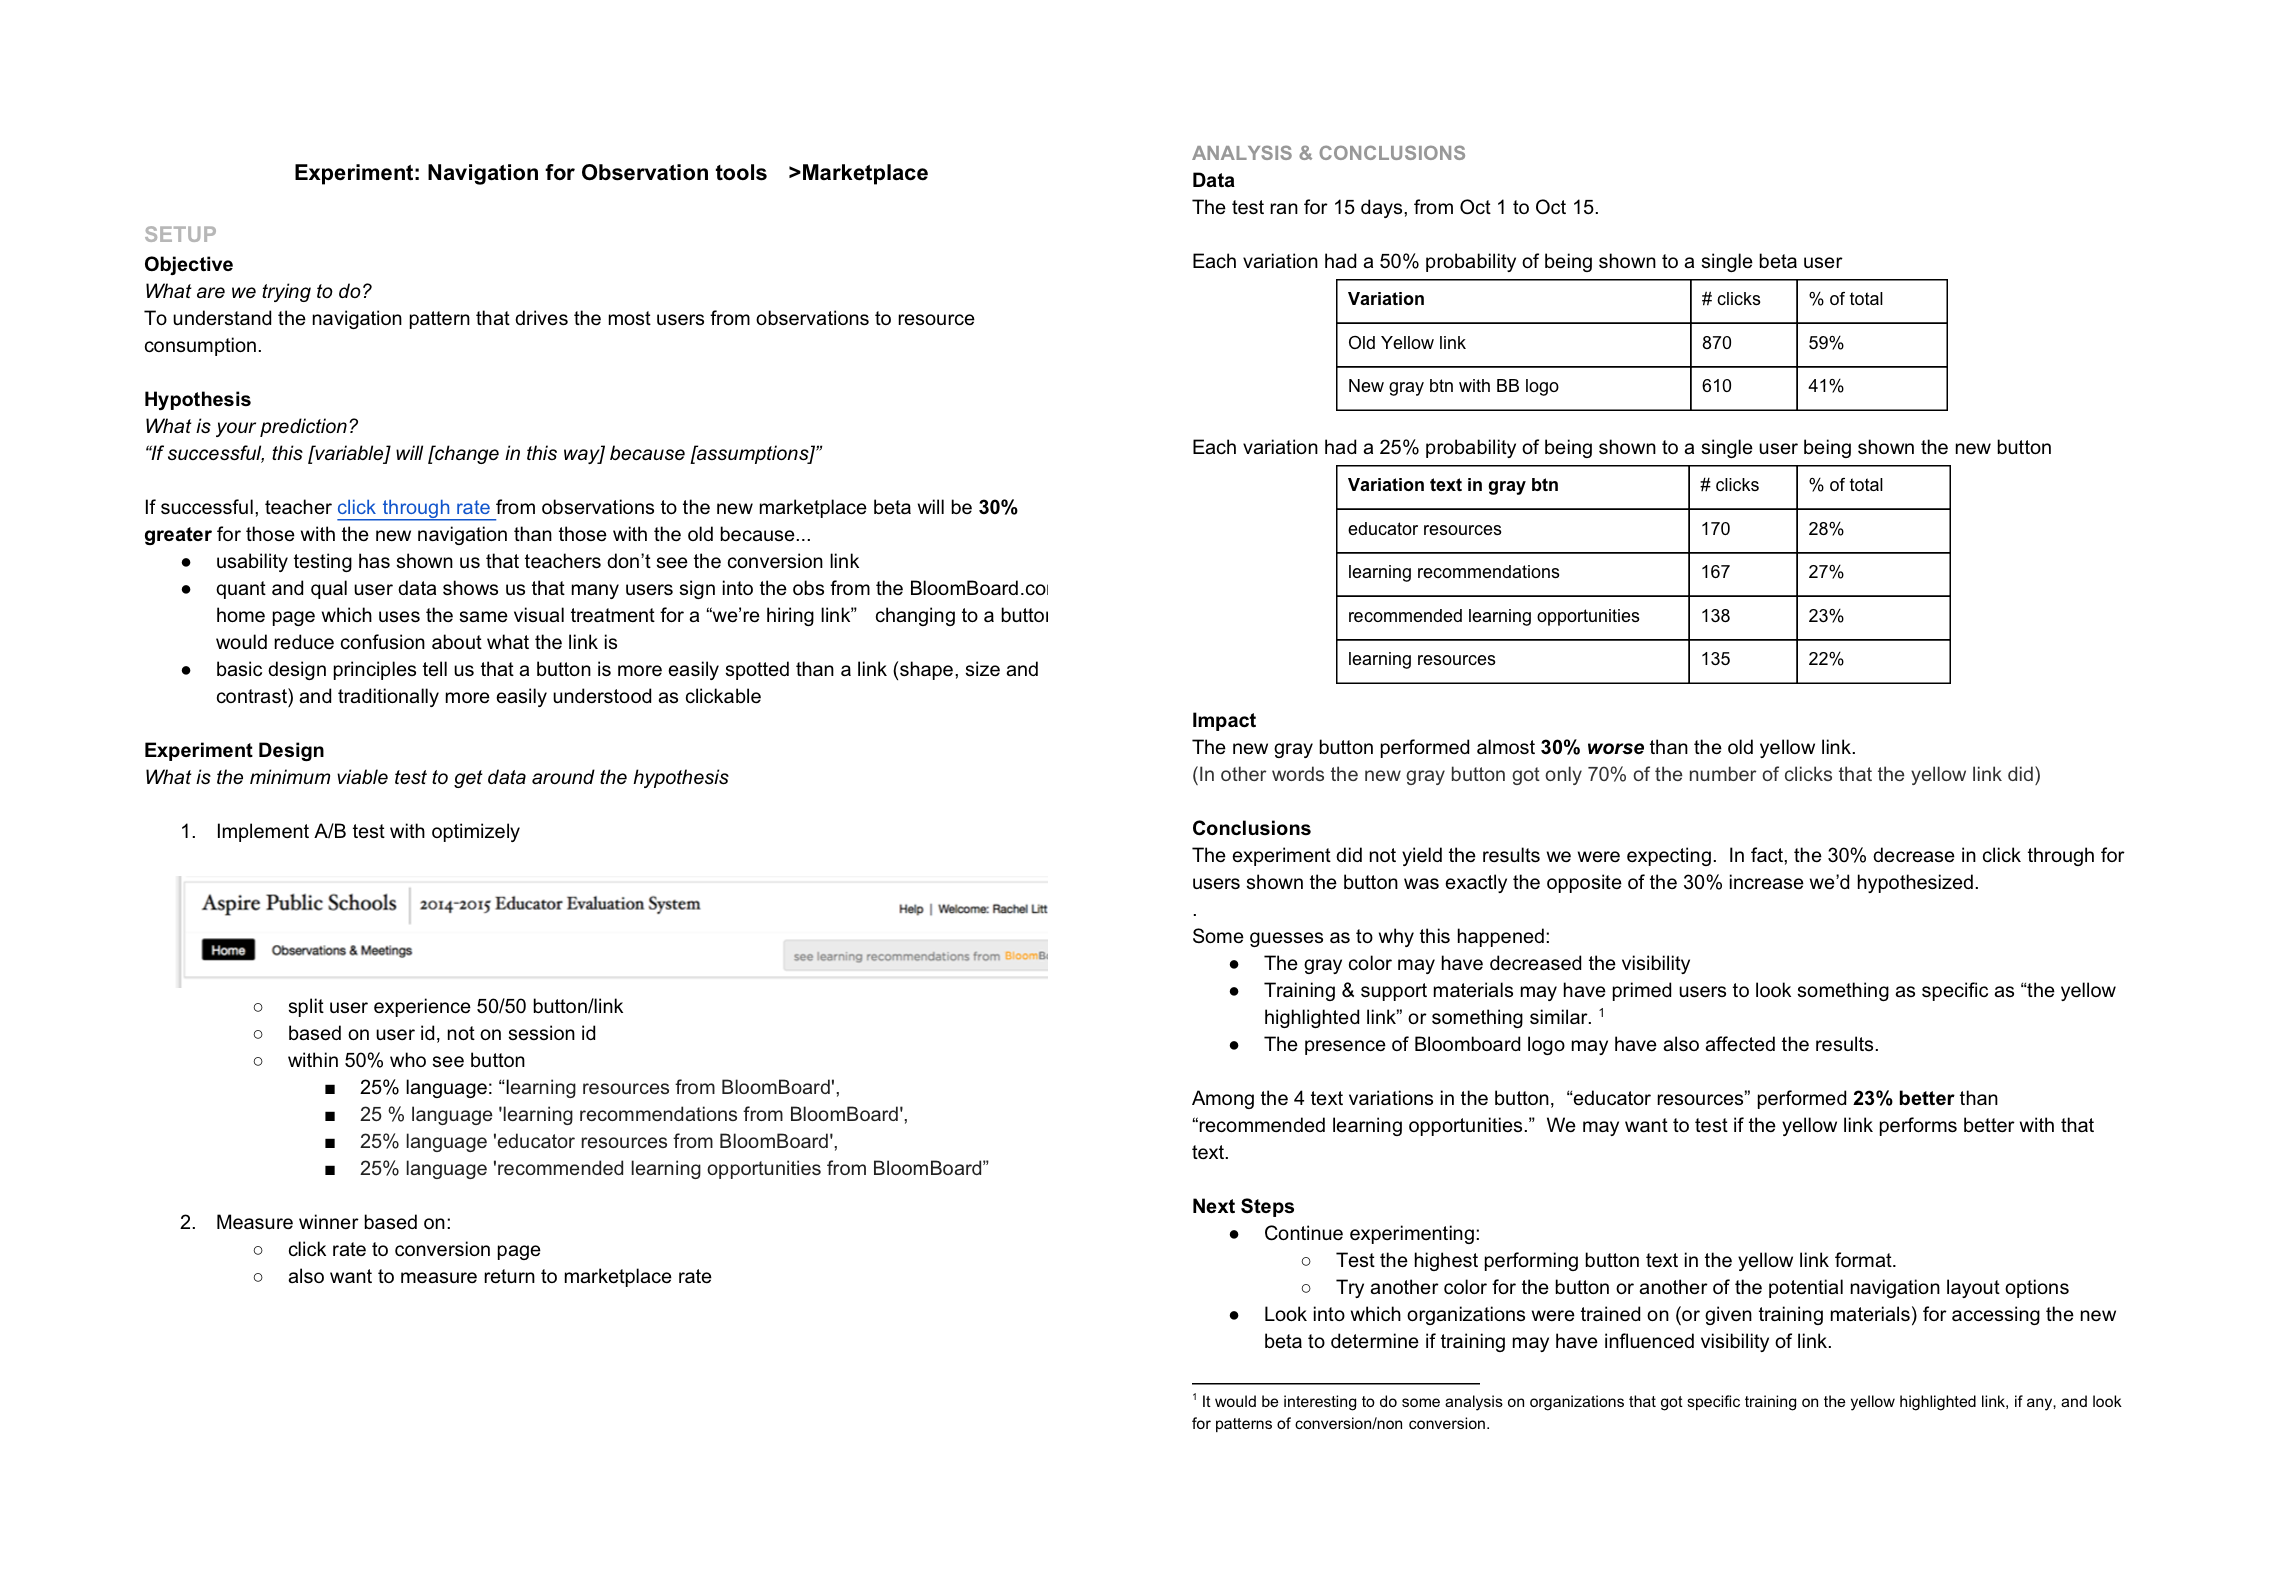 Experiment: Navigation for Observation tools >Marketplace
SETUP
Objective
What are we trying to do?
To understand the navigation pattern that drives the most users from observations to resource
consumption.
Hypothesis
What is your prediction?
“If successful, this [variable] will [change in this way] because [assumptions]”
If successful, teacher click through rate from observations to the new marketplace beta will be 30%
greater for those with the new navigation than those with the old because...
● usability testing has shown us that teachers don’t see the conversion link
● quant and qual user data shows us that many users sign into the obs from the BloomBoard.co
home page which uses the same visual treatment for a “we’re hiring link” changing to a butto
would reduce confusion about what the link is
● basic design principles tell us that a button is more easily spotted than a link (shape, size and
contrast) and traditionally more easily understood as clickable
Experiment Design
What is the minimum viable test to get data around the hypothesis
1. Implement A/B test with optimizely
Aspire Public Schools | 2014-2015 Educator Evaluation System
Help | Welcome: Rachel Litt
Home Observations & Meetings
see learning recommendations from BloomB
○ split user experience 50/50 button/link
○ based on user id, not on session id
○ within 50% who see button
■ 25% language: “learning resources from BloomBoard',
■ 25 % language 'learning recommendations from BloomBoard',
■ 25% language 'educator resources from BloomBoard',
■ 25% language 'recommended learning opportunities from BloomBoard”
2. Measure winner based on:
○ click rate to conversion page
○ also want to measure return to marketplace rate
ANALYSIS & CONCLUSIONS
Data
The test ran for 15 days, from Oct 1 to Oct 15.
Each variation had a 50% probability of being shown to a single beta user
Variation # clicks % of total
Old Yellow link 870 59%
New gray btn with BB logo 610 41%
Each variation had a 25% probability of being shown to a single user being shown the new button
Variation text in gray btn # clicks % of total
educator resources 170 28%
learning recommendations 167 27%
recommended learning opportunities 138 23%
learning resources 135 22%
Impact
The new gray button performed almost 30% worse than the old yellow link.
(In other words the new gray button got only 70% of the number of clicks that the yellow link did)
Conclusions
The experiment did not yield the results we were expecting. In fact, the 30% decrease in click through for
users shown the button was exactly the opposite of the 30% increase we’d hypothesized.
.
Some guesses as to why this happened:
● The gray color may have decreased the visibility
● Training & support materials may have primed users to look something as specific as “the yellow
highlighted link” or something similar. 1
● The presence of Bloomboard logo may have also affected the results.
Among the 4 text variations in the button, “educator resources” performed 23% better than
“recommended learning opportunities.” We may want to test if the yellow link performs better with that
text.
Next Steps
● Continue experimenting:
○ Test the highest performing button text in the yellow link format.
○ Try another color for the button or another of the potential navigation layout options
● Look into which organizations were trained on (or given training materials) for accessing the new
beta to determine if training may have influenced visibility of link.
1 It would be interesting to do some analysis on organizations that got specific training on the yellow highlighted link, if any, and look
for patterns of conversion/non conversion.